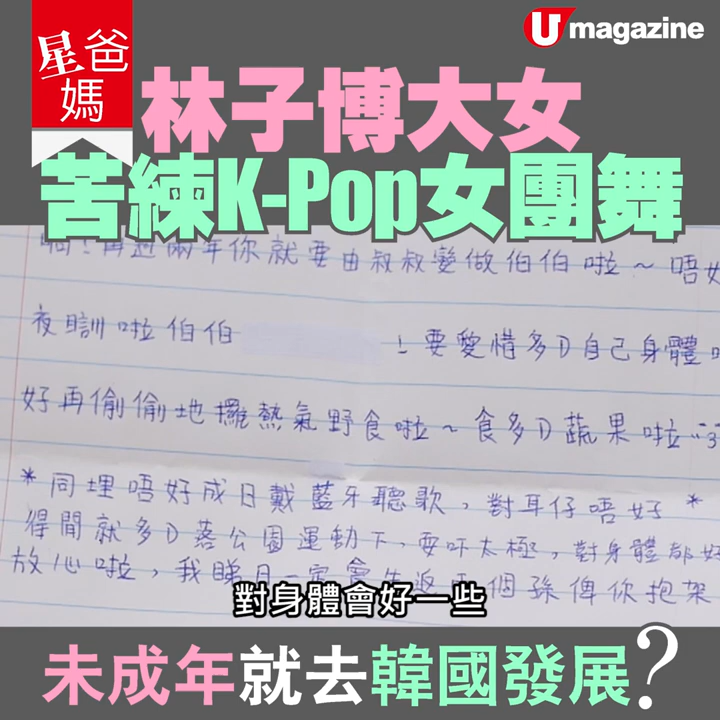 星爸媽
U magazine
林子博大女
苦練K-Pop女團舞
再過兩年你就要由叔叔變做伯伯啦～唔好
夜瞓啦伯伯 ！要愛惜多D自己身體
好再偷偷地攞熱氣野食啦～食多D蔬果啦
*同埋唔好成日戴藍牙聽歌，對耳仔唔好*
得閒就多D落公園運動下，耍吓太極，對身體都好
放心啦，我睇 一定會生返 個孫俾你抱架
對身體會好一些
未成年就去韓國發展?